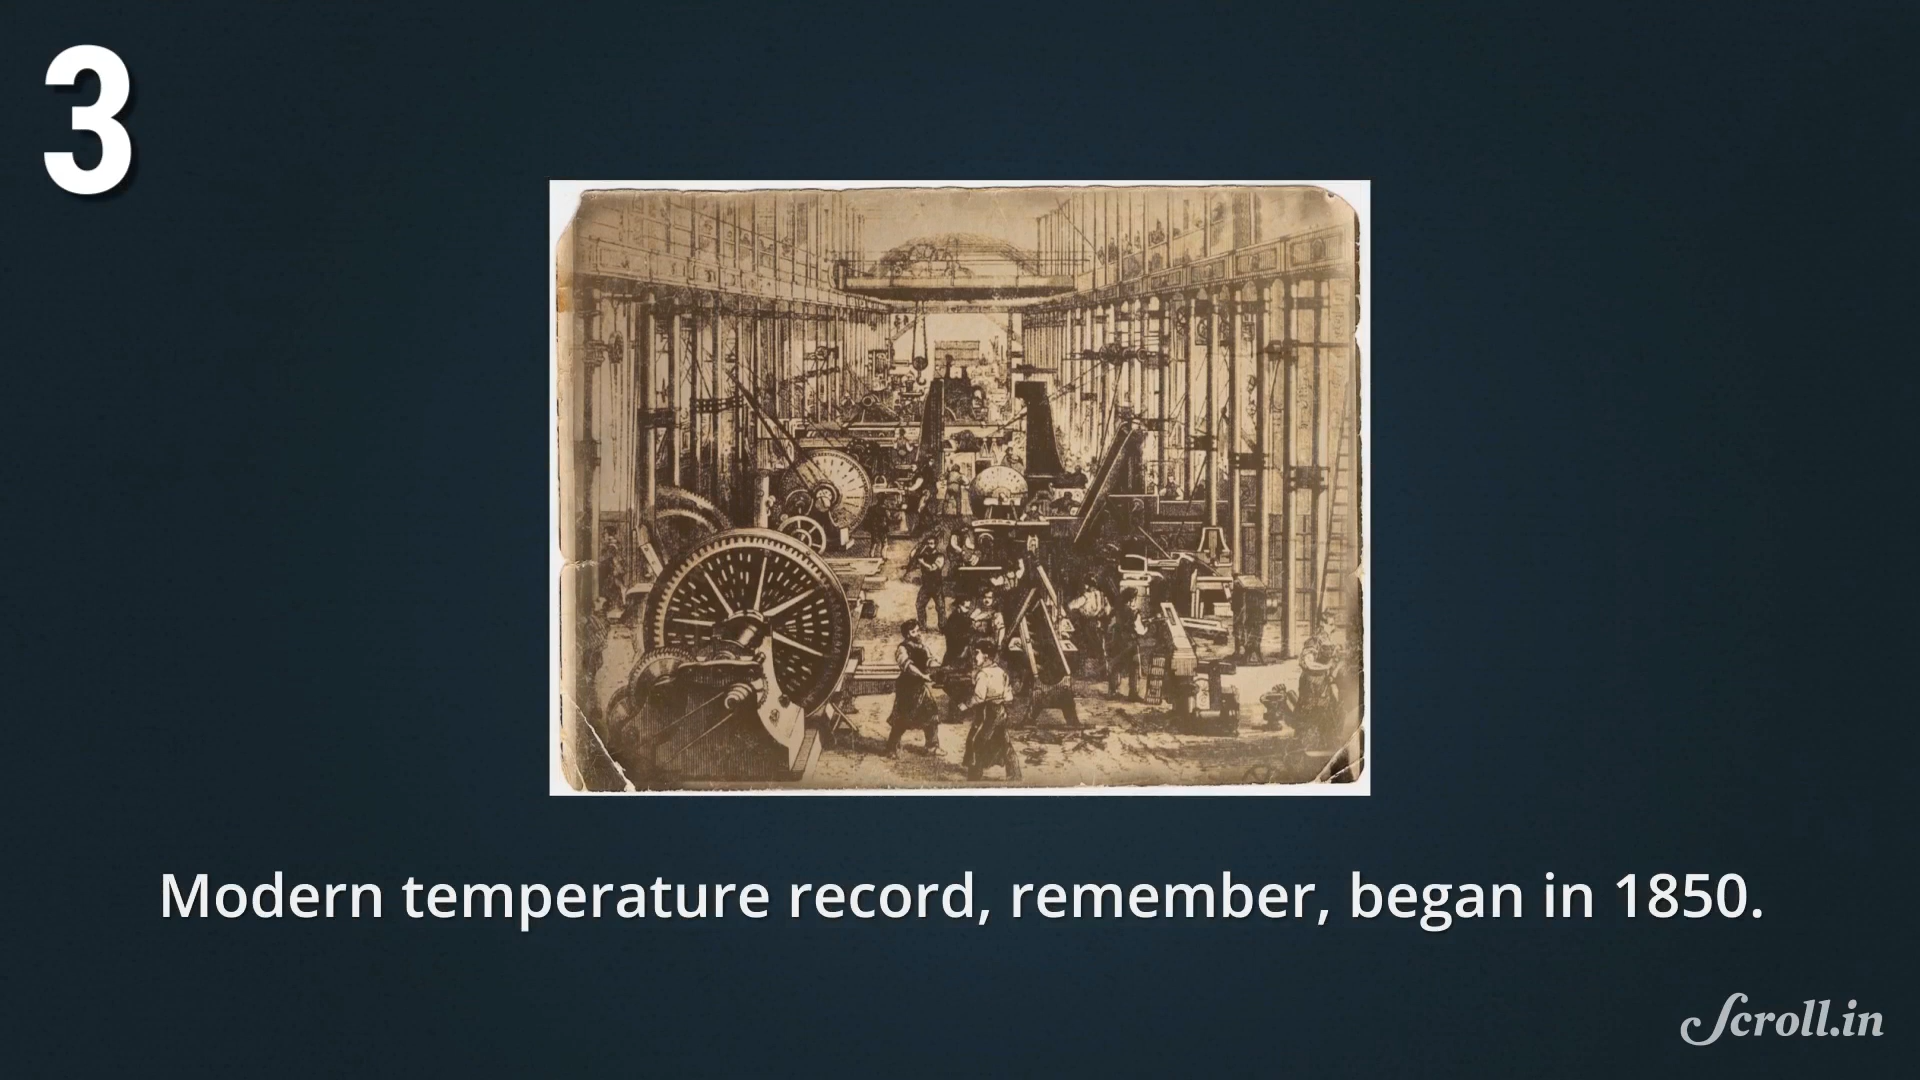 3
Modern temperature record, remember, began in 1850.
Scroll.in